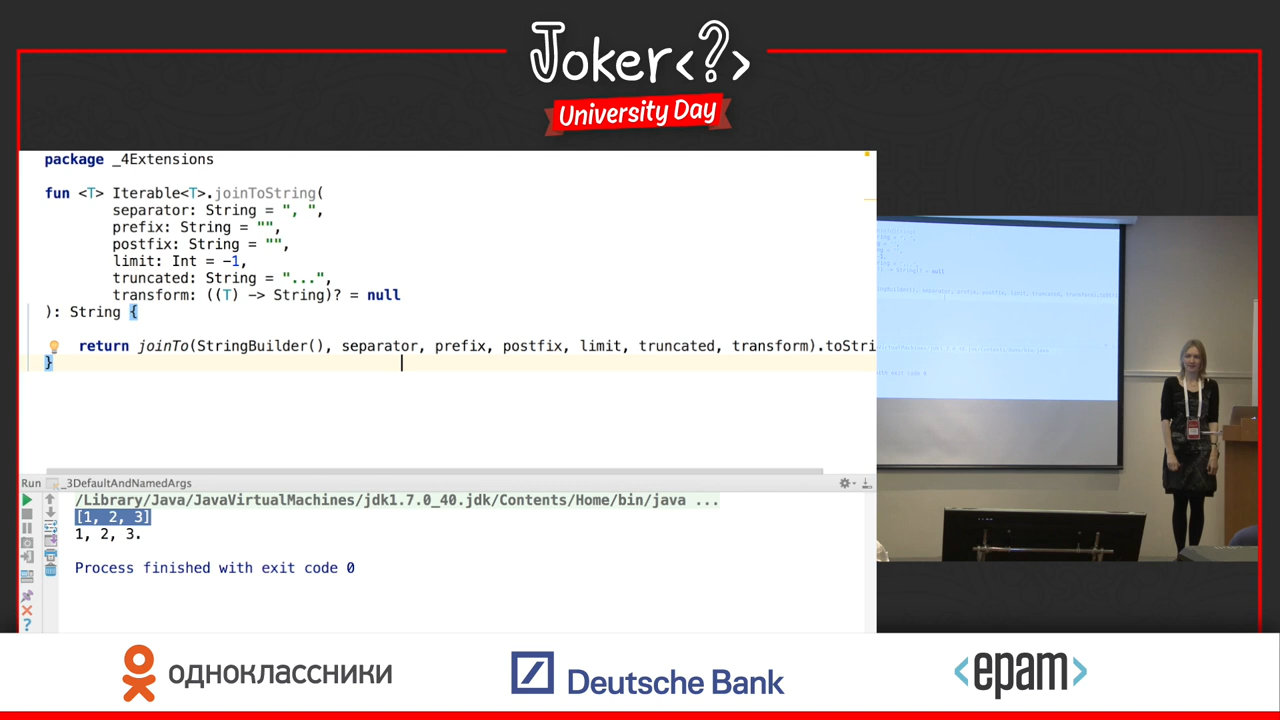 Joker<?>
University Day
package _4Extensions
fun <T> Iterable<T>.joinToString(
separator: String = ", ",
prefix: String = "",
postfix: String = "",
limit: Int = -1,
truncated: String = "...",
transform: ((T) -> String)? = null
): String {
return joinTo(StringBuilder(), separator, prefix, postfix, limit, truncated, transform).toStri
}
Run _3DefaultAndNamedArgs
/Library/Java/JavaVirtualMachines/jdk1.7.0_40.jdk/Contents/Home/bin/java ...
[1, 2, 3]
1, 2, 3.
Process finished with exit code 0
одноклассники
Deutsche Bank
<epam>